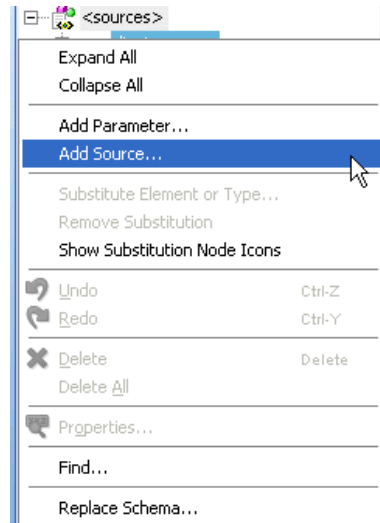 <sources>
Expand All
Collapse All
Add Parameter...
Add Source...
Substitute Element or Type...
Remove Substitution
Show Substitution Node Icons
Undo Ctrl-Z
Redo Ctrl-Y
Delete Delete
Delete All
Properties...
Find...
Replace Schema...